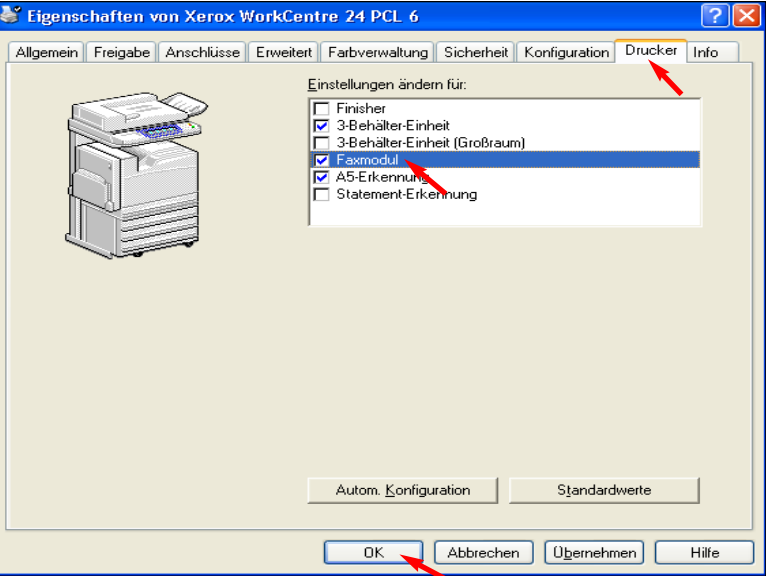 Eigenschaften von Xerox WorkCentre 24 PCL 6
Allgemein Freigabe Anschlüsse Erweitert Farbverwaltung Sicherheit Konfiguration Drucker Info
Einstellungen ändern für:
Finisher
3-Behälter-Einheit
3-Behälter-Einheit (Großraum)
Faxmodul
A5-Erkennung
Statement-Erkennung
Autom. Konfiguration Standardwerte
OK Abbrechen Übernehmen Hilfe